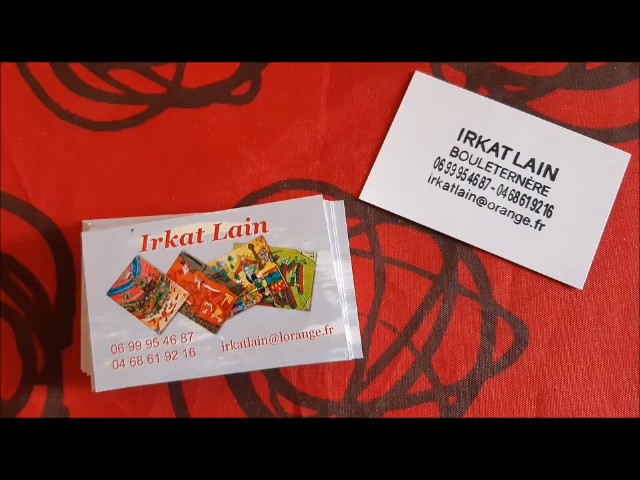 Irkat Lain
06 99 95 46 87
04 68 61 92 16
irkatlain@lorange.fr
IRKAT LAIN
BOULETERNÈRE
06 99 95 46 87 - 04 68 61 92 16
irkatlain@orange.fr